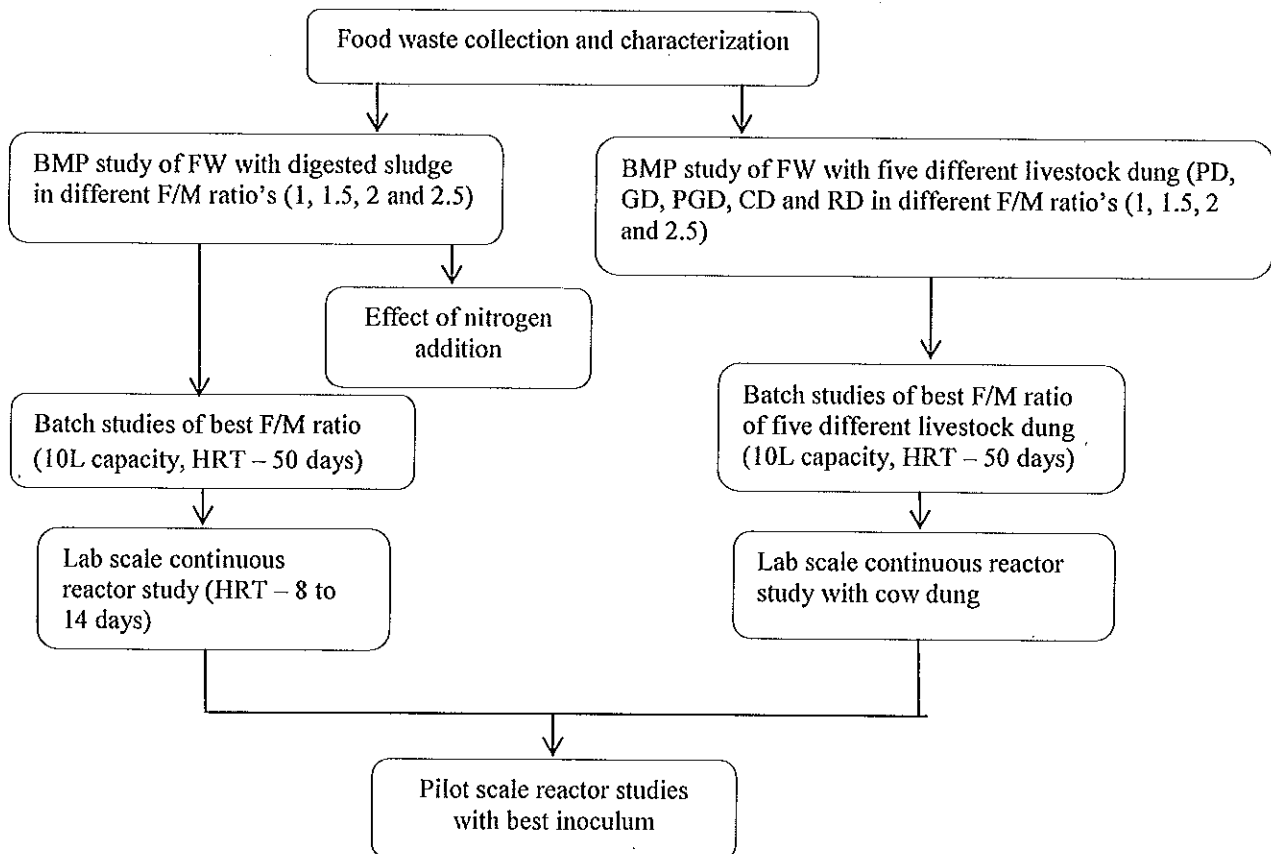 Food waste collection and characterization
BMP study of FW with digested sludge
in different F/M ratio's (1, 1.5, 2 and 2.5)
BMP study of FW with five different livestock dung (PD,
GD, PGD, CD and RD in different F/M ratio's (1, 1.5, 2
and 2.5)
Effect of nitrogen
addition
Batch studies of best F/M ratio
(10L capacity, HRT – 50 days)
Batch studies of best F/M ratio
of five different livestock dung
(10L capacity, HRT – 50 days)
Lab scale continuous
reactor study (HRT – 8 to
14 days)
Lab scale continuous reactor
study with cow dung
Pilot scale reactor studies
with best inoculum